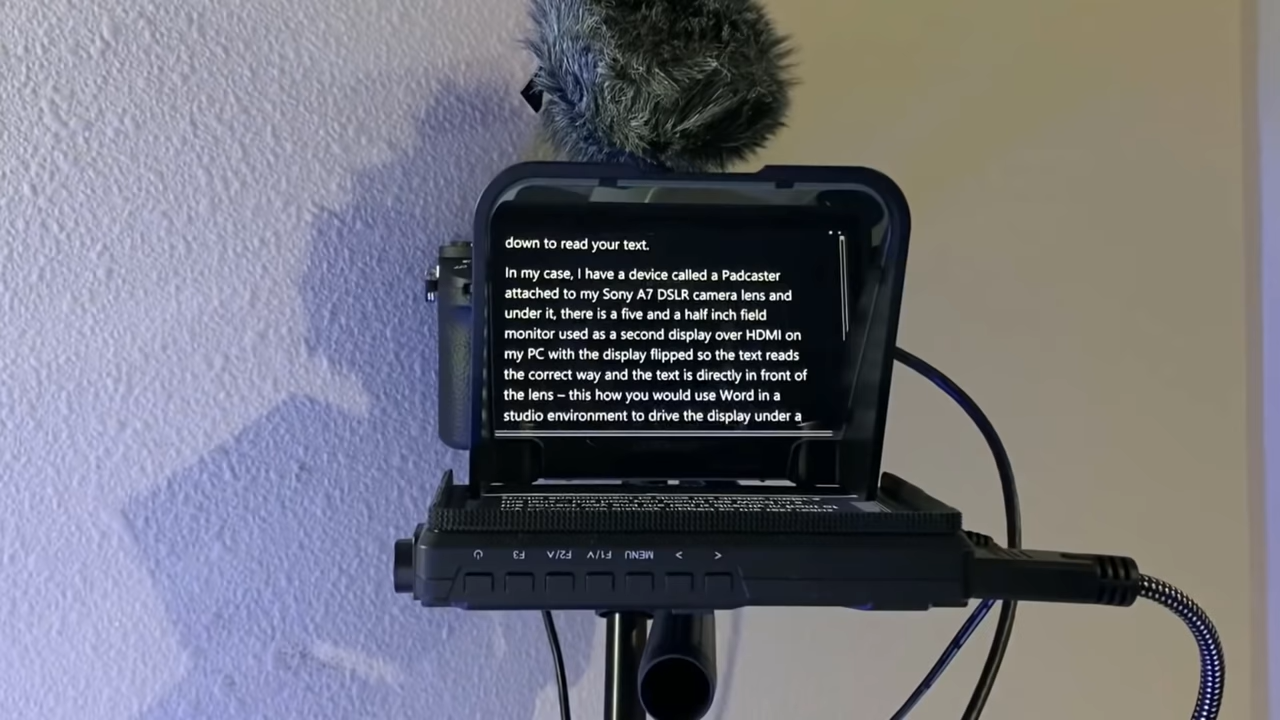 down to read your text.
In my case, I have a device called a Padcaster
attached to my Sony A7 DSLR camera lens and
under it, there is a five and a half inch field
monitor used as a second display over HDMI on
my PC with the display flipped so the text reads
the correct way and the text is directly in front of
the lens – this how you would use Word in a
studio environment to drive the display under a
F3 F2/Λ F1/V MENU > <